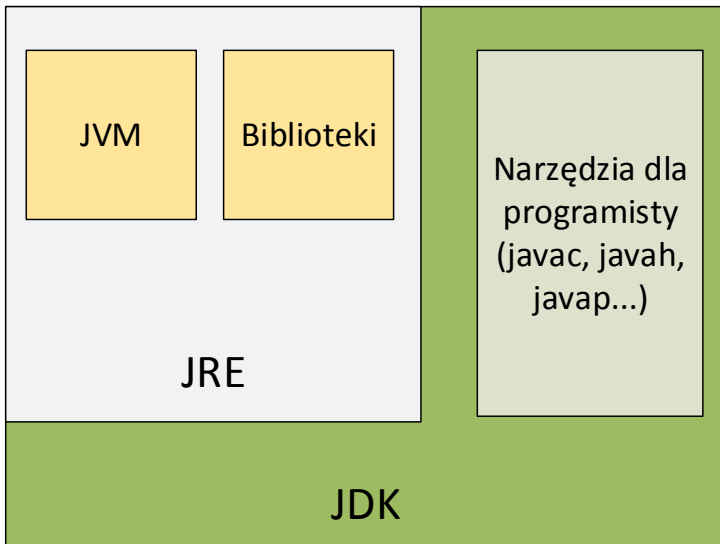 JVM
Biblioteki
Narzędzia dla
programisty
(javac, javah,
javap...)
JRE
JDK